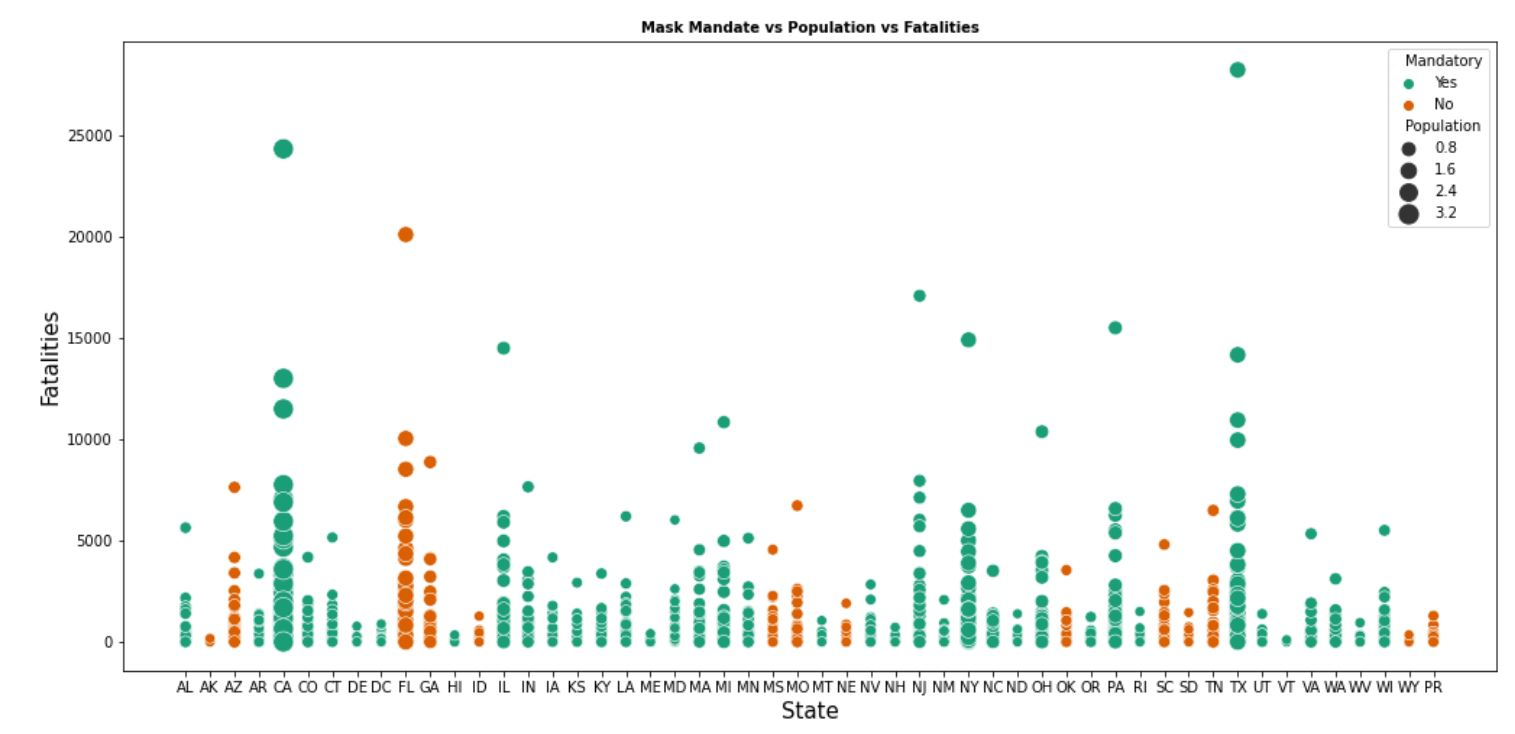 Mask Mandate vs Population vs Fatalities
Mandatory
Yes
No
Population
0.8
1.6
2.4
3.2
25000
20000
15000
10000
5000
0
Fatalities
AL AK AZ AR CA CO CT DE DC FL GA HI ID IL IN IA KS KY LA ME MD MA MI MN MS MO MT NE NV NH NJ NM NY NC ND OH OK OR PA RI SC SD TN TX UT VT VA WA WV WI WY PR
State